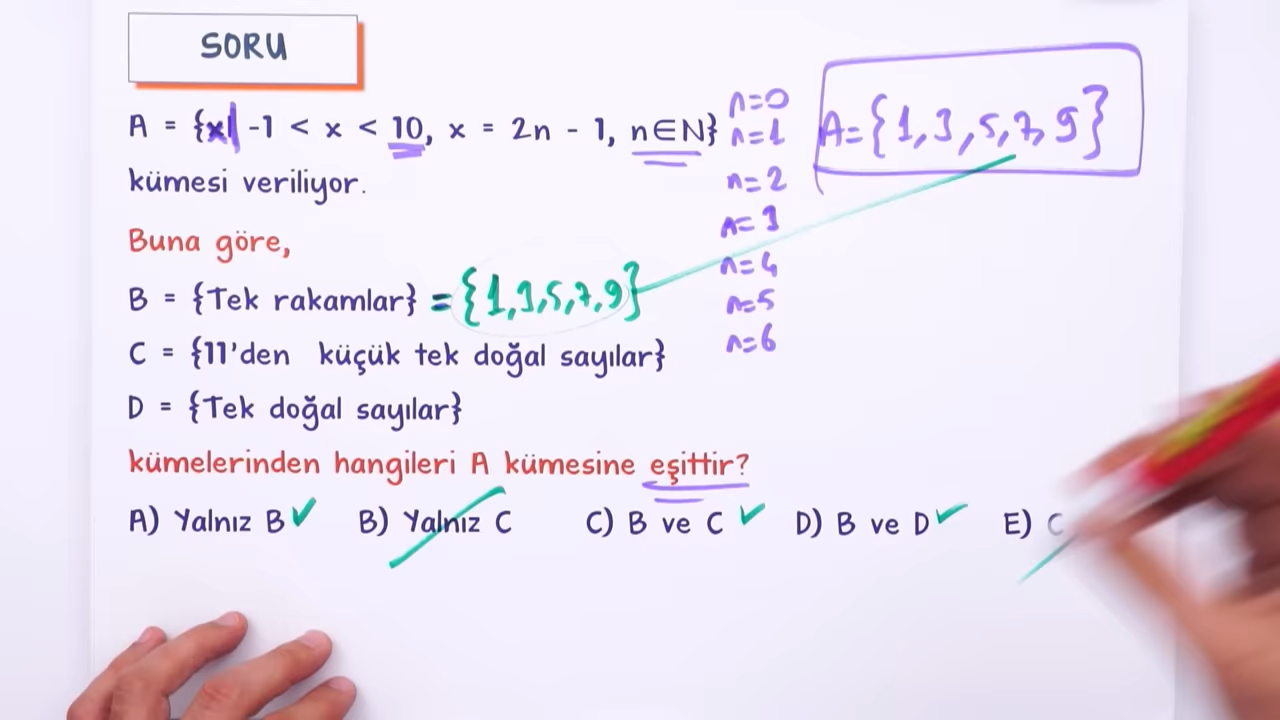 SORU
A = {x| -1 < x < 10, x = 2n - 1, n∈N}
kümesi veriliyor.
n=0
n=1
n=2
n=3
n=4
n=5
n=6
A={1,3,5,7,9}
Buna göre,
B = {Tek rakamlar} = {1,3,5,7,9}
C = {11'den küçük tek doğal sayılar}
D = {Tek doğal sayılar}
kümelerinden hangileri A kümesine eşittir?
A) Yalnız B ✓ B) Yalnız C C) B ve C ✓ D) B ve D ✓ E) C